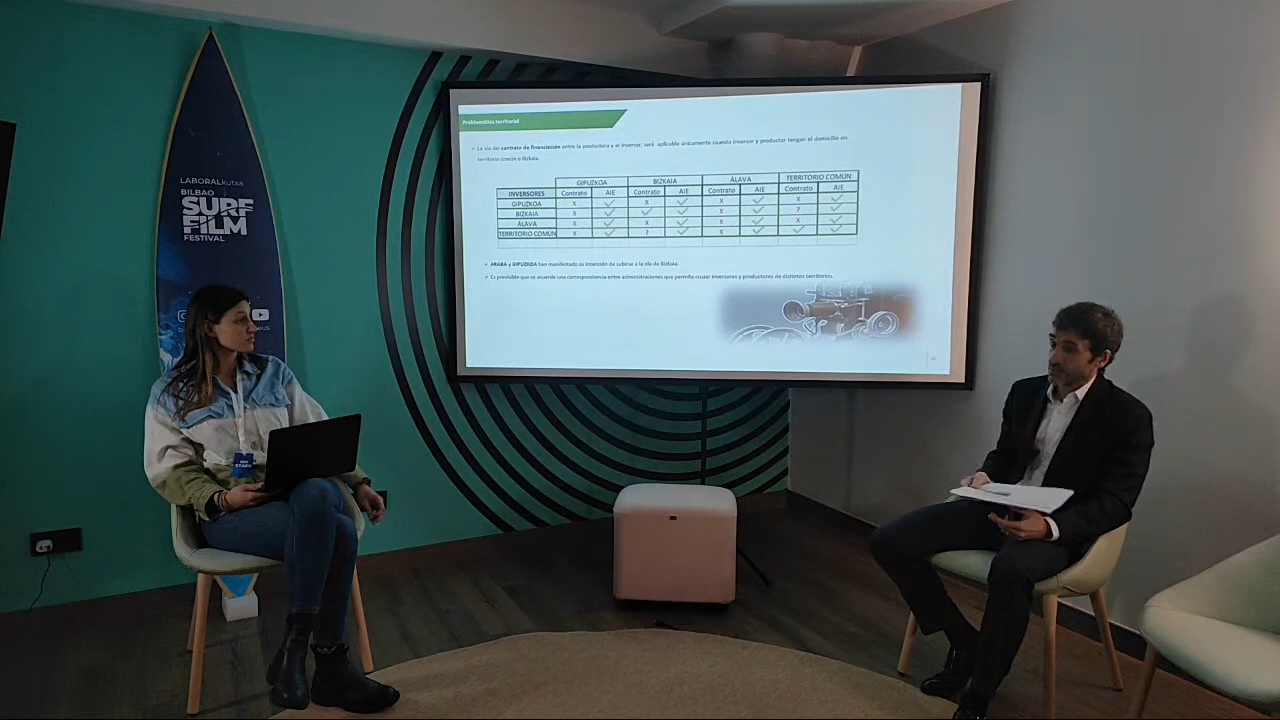 LABORALkutxa
BILBAO
SURF
FILM
FESTIVAL
Problemática territorial
✓ La vía del contrato de financiación entre la productora y el inversor, será aplicable únicamente cuando inversor y productor tengan el domicilio en
territorio común o Bizkaia.
GIPUZKOA BIZKAIA ÁLAVA TERRITORIO COMÚN
INVERSORES Contrato AIE Contrato AIE Contrato AIE Contrato AIE
GIPUZKOA X ✓ X ✓ X ✓ X ✓
BIZKAIA X ✓ ✓ ✓ X ✓ ? ✓
ÁLAVA X ✓ X ✓ X ✓ X ✓
TERRITORIO COMÚN X ✓ ? ✓ X ✓ ✓ ✓
✓ ARABA y GIPUZKOA han manifestado su intención de subirse a la ola de Bizkaia.
✓ Es previsible que se acuerde una correspondencia entre administraciones que permita cruzar inversores y productores de distintos territorios.